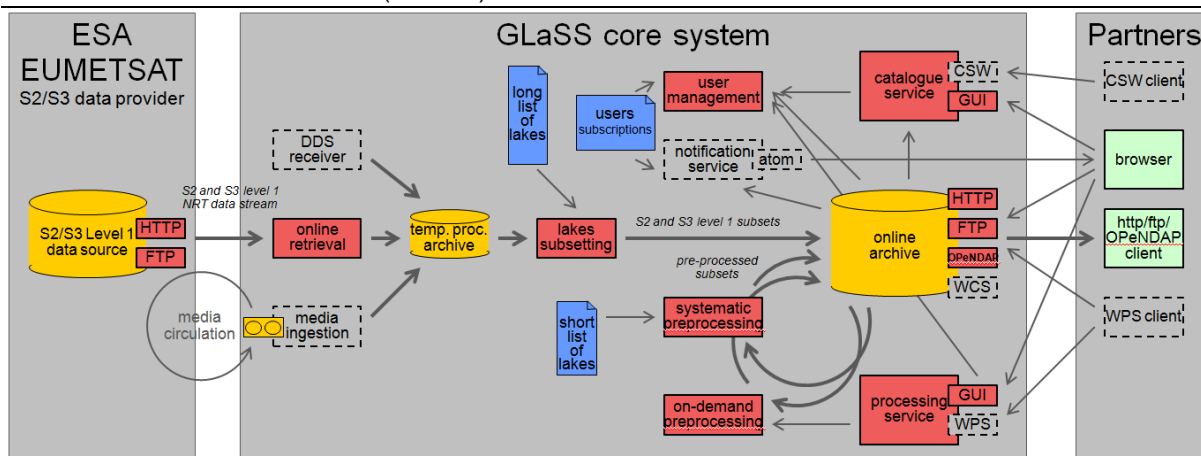 ESA
EUMETSAT
S2/S3 data provider
S2/S3 Level 1
data source
HTTP
FTP
media
circulation
S2 and S3 level 1
NRT data stream
GLaSS core system
DDS
receiver
online
retrieval
media
ingestion
temp. proc.
archive
long
list
of
lakes
lakes
subsetting
short
list
of
lakes
users
subscriptions
user
management
notification
service
atom
S2 and S3 level 1 subsets
pre-processed
subsets
systematic
preprocessing
on-demand
preprocessing
catalogue
service
CSW
GUI
online
archive
HTTP
FTP
OPeNDAP
WCS
processing
service
GUI
WPS
Partners
CSW client
browser
http/ftp/
OPeNDAP
client
WPS client